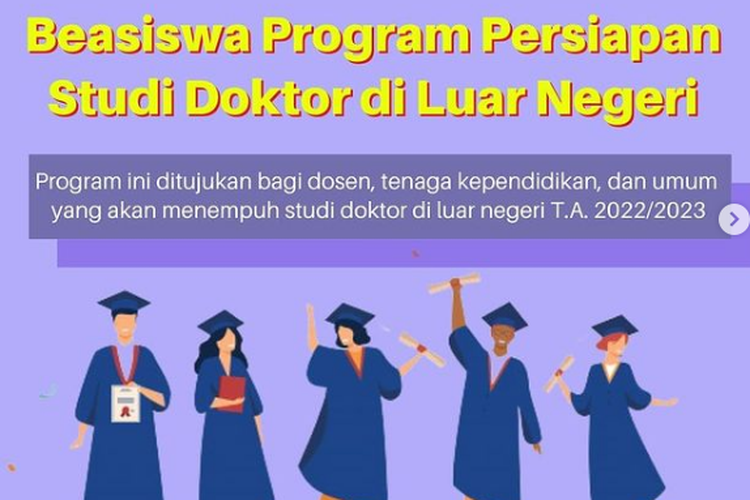 Beasiswa Program Persiapan
Studi Doktor di Luar Negeri
Program ini ditujukan bagi dosen, tenaga kependidikan, dan umum
yang akan menempuh studi doktor di luar negeri T.A. 2022/2023